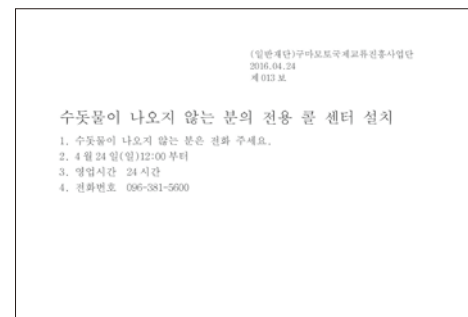 (일반재단)구마모토국제교류진흥사업단
2016.04.24
제 013 보
수돗물이 나오지 않는 분의 전용 콜 센터 설치
1. 수돗물이 나오지 않는 분은 전화 주세요.
2. 4 월 24 일(일)12:00 부터
3. 영업시간 24 시간
4. 전화번호 096-381-5600